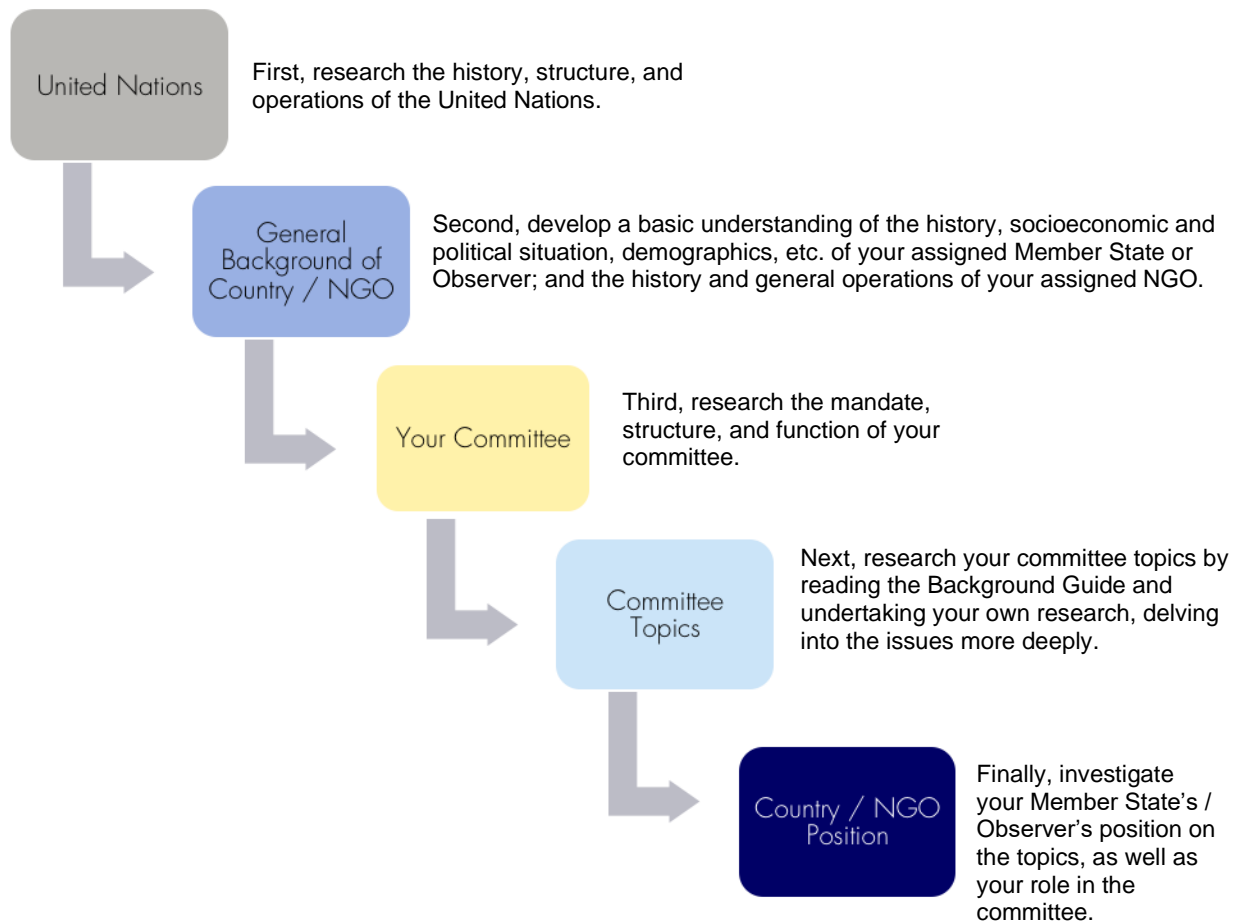 United Nations
First, research the history, structure, and
operations of the United Nations.
General
Background of
Country / NGO
Second, develop a basic understanding of the history, socioeconomic and
political situation, demographics, etc. of your assigned Member State or
Observer; and the history and general operations of your assigned NGO.
Your Committee
Third, research the mandate,
structure, and function of your
committee.
Committee
Topics
Next, research your committee topics by
reading the Background Guide and
undertaking your own research, delving
into the issues more deeply.
Country / NGO
Position
Finally, investigate
your Member State’s /
Observer’s position on
the topics, as well as
your role in the
committee.